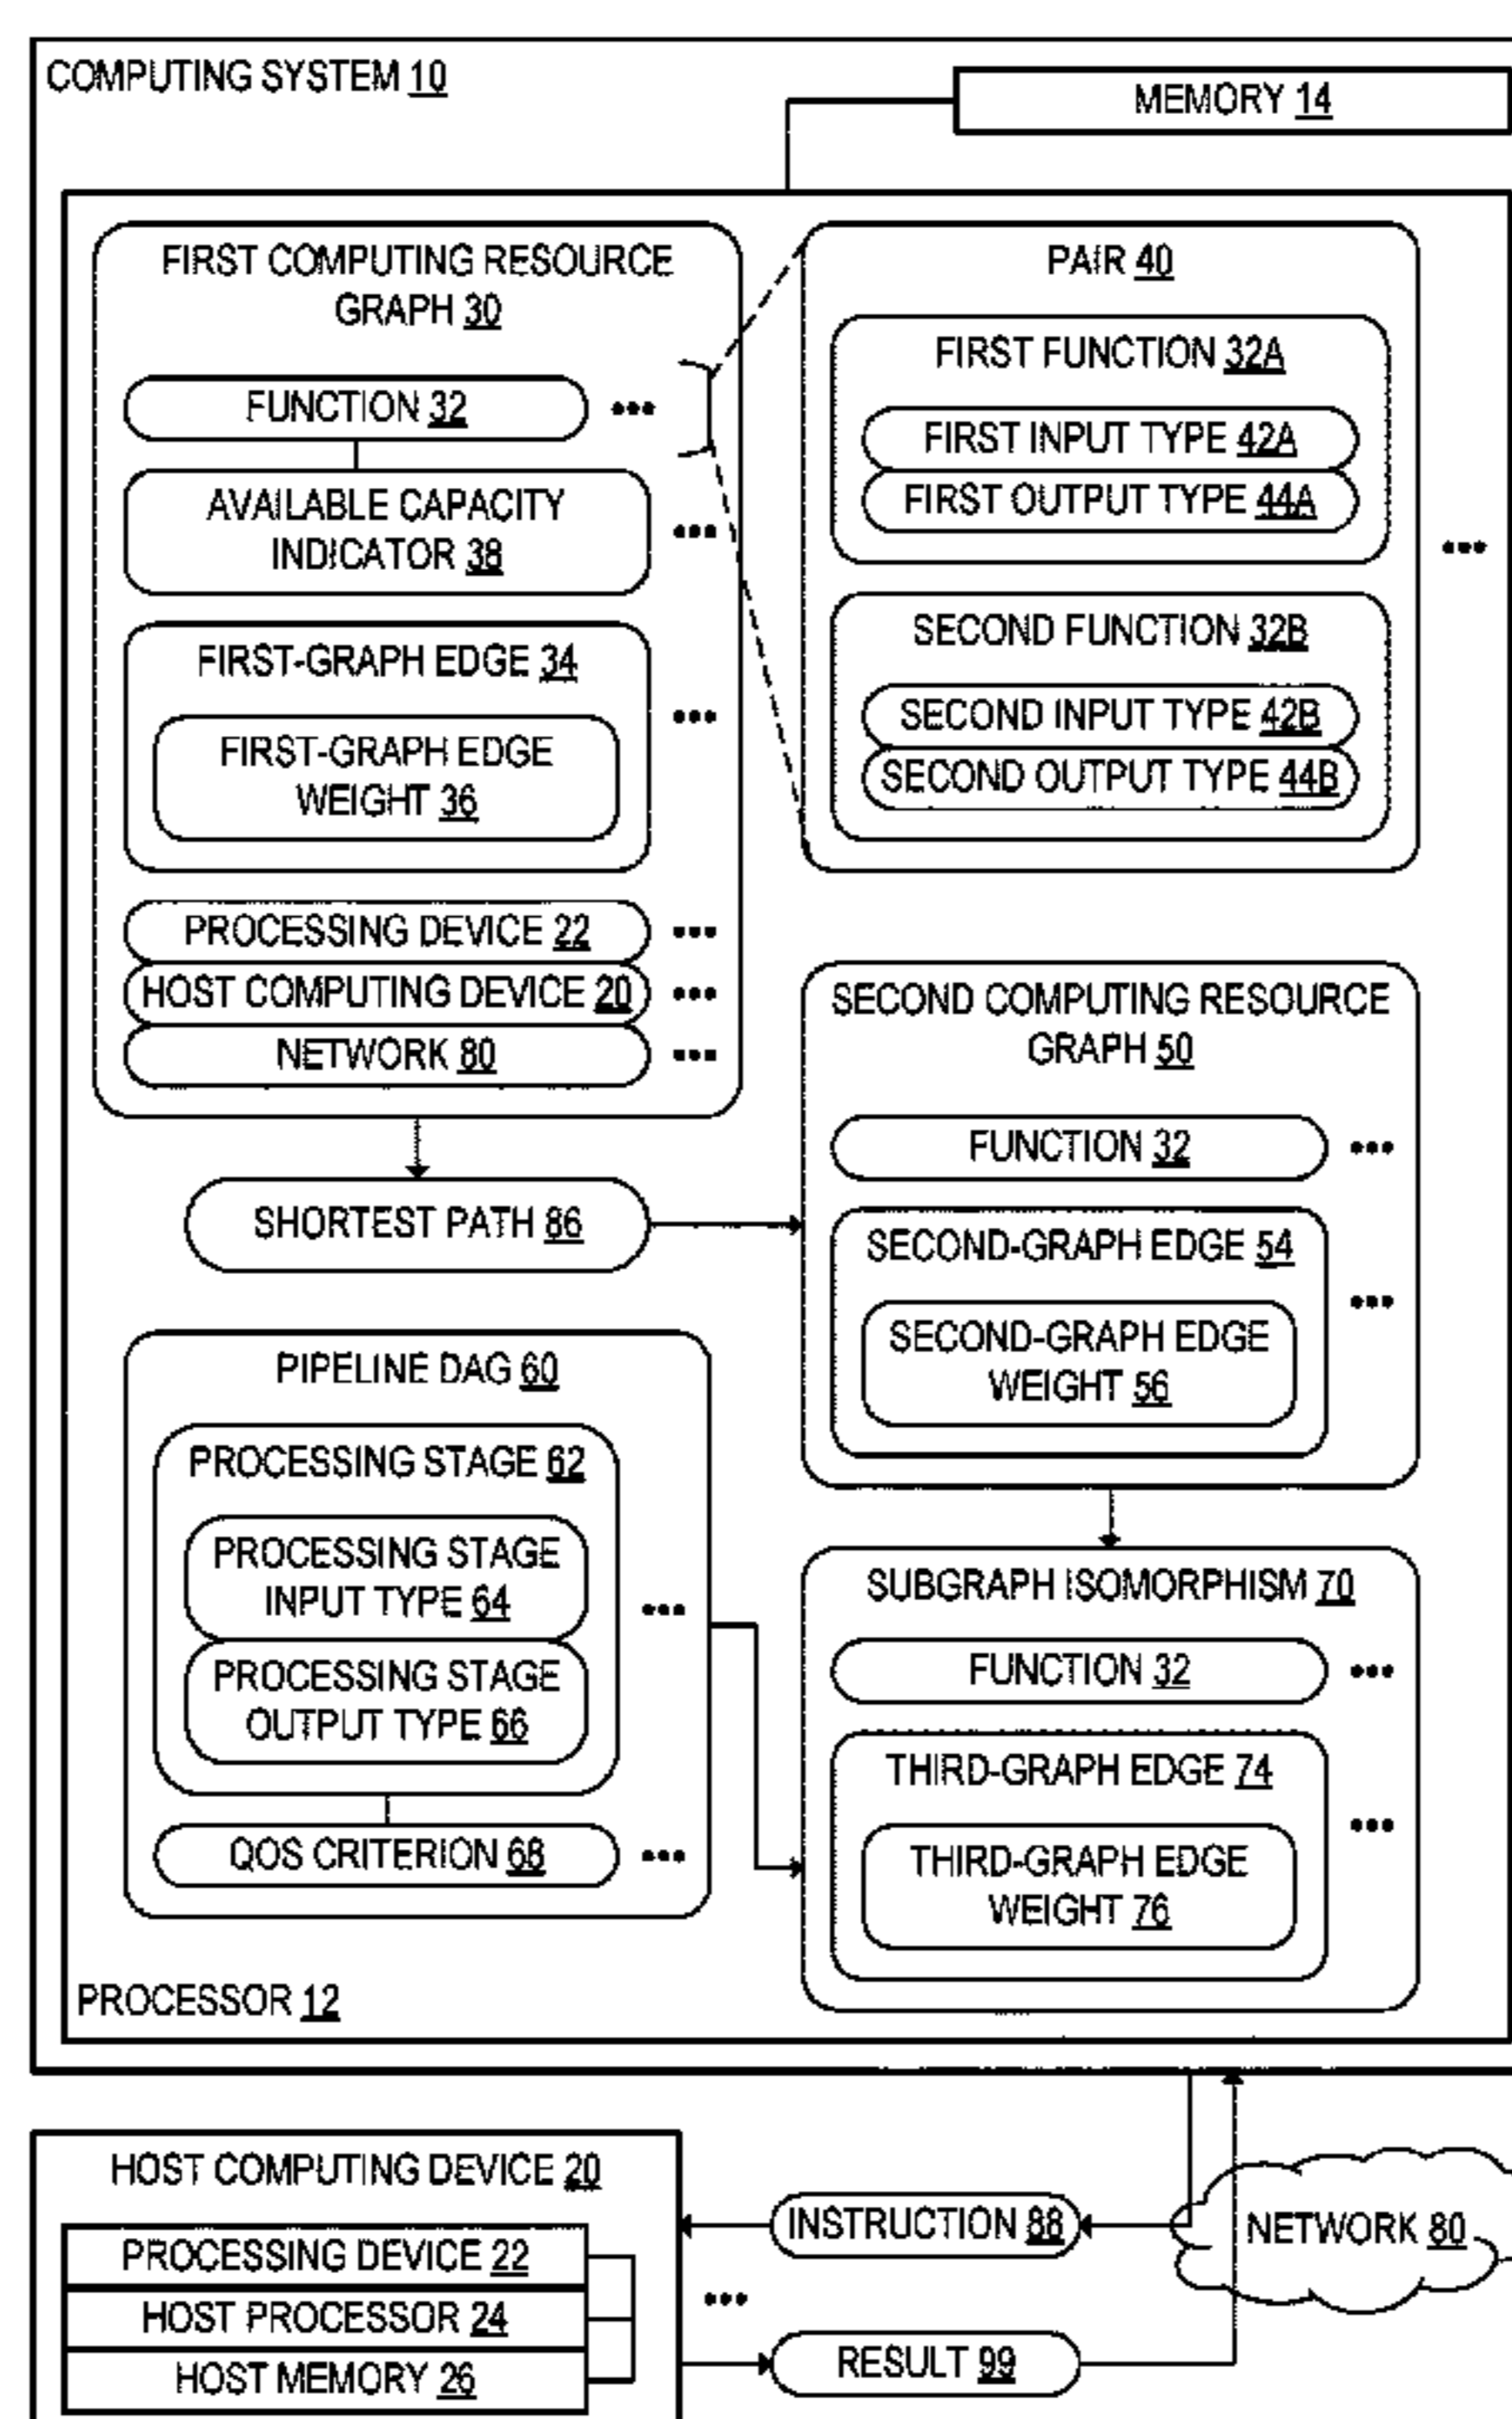 COMPUTING SYSTEM 10
MEMORY 14
FIRST COMPUTING RESOURCE
GRAPH 30
FUNCTION 32
AVAILABLE CAPACITY
INDICATOR 38
FIRST-GRAPH EDGE 34
FIRST-GRAPH EDGE
WEIGHT 36
PROCESSING DEVICE 22
HOST COMPUTING DEVICE 20
NETWORK 80
PAIR 40
FIRST FUNCTION 32A
FIRST INPUT TYPE 42A
FIRST OUTPUT TYPE 44A
SECOND FUNCTION 32B
SECOND INPUT TYPE 42B
SECOND OUTPUT TYPE 44B
SHORTEST PATH 86
SECOND COMPUTING RESOURCE
GRAPH 50
FUNCTION 32
SECOND-GRAPH EDGE 54
SECOND-GRAPH EDGE
WEIGHT 56
PIPELINE DAG 60
PROCESSING STAGE 62
PROCESSING STAGE
INPUT TYPE 64
PROCESSING STAGE
OUTPUT TYPE 66
QOS CRITERION 68
SUBGRAPH ISOMORPHISM 70
FUNCTION 32
THIRD-GRAPH EDGE 74
THIRD-GRAPH EDGE
WEIGHT 76
PROCESSOR 12
HOST COMPUTING DEVICE 20
PROCESSING DEVICE 22
HOST PROCESSOR 24
HOST MEMORY 26
INSTRUCTION 88
NETWORK 80
RESULT 99